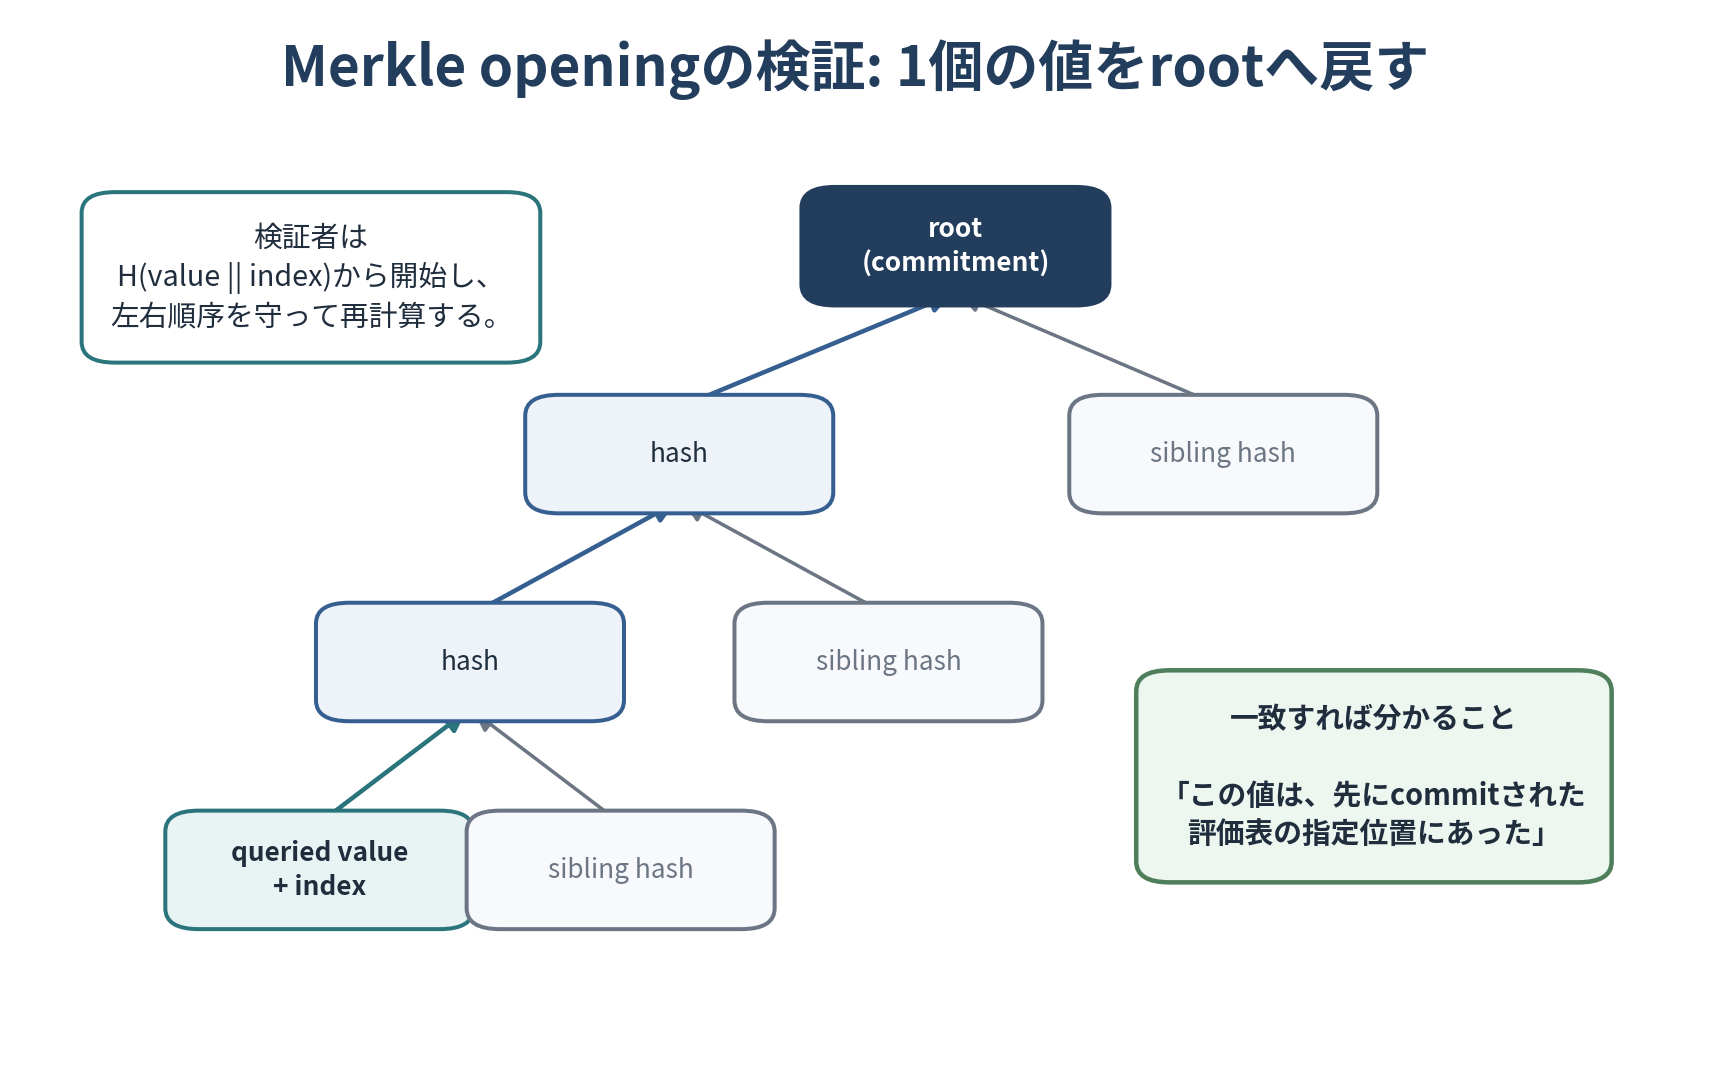 Merkle openingの検証: 1個の値をrootへ戻す
検証者は
H(value || index)から開始し、
左右順序を守って再計算する。
root
(commitment)
hash
sibling hash
hash
sibling hash
queried value
+ index
sibling hash
一致すれば分かること
「この値は、先にcommitされた
評価表の指定位置にあった」